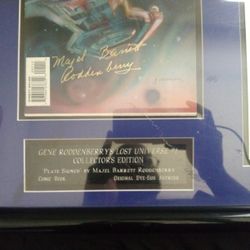 Majel Barrett
Roddenberry
GENE RODDENBERRY'S LOST UNIVERSE #1
COLLECTOR'S EDITION
"PLATE SIGNED" BY MAJEL BARRETT RODDENBERRY
COMIC BOOK ORIGINAL DYE-SUB ARTWORK